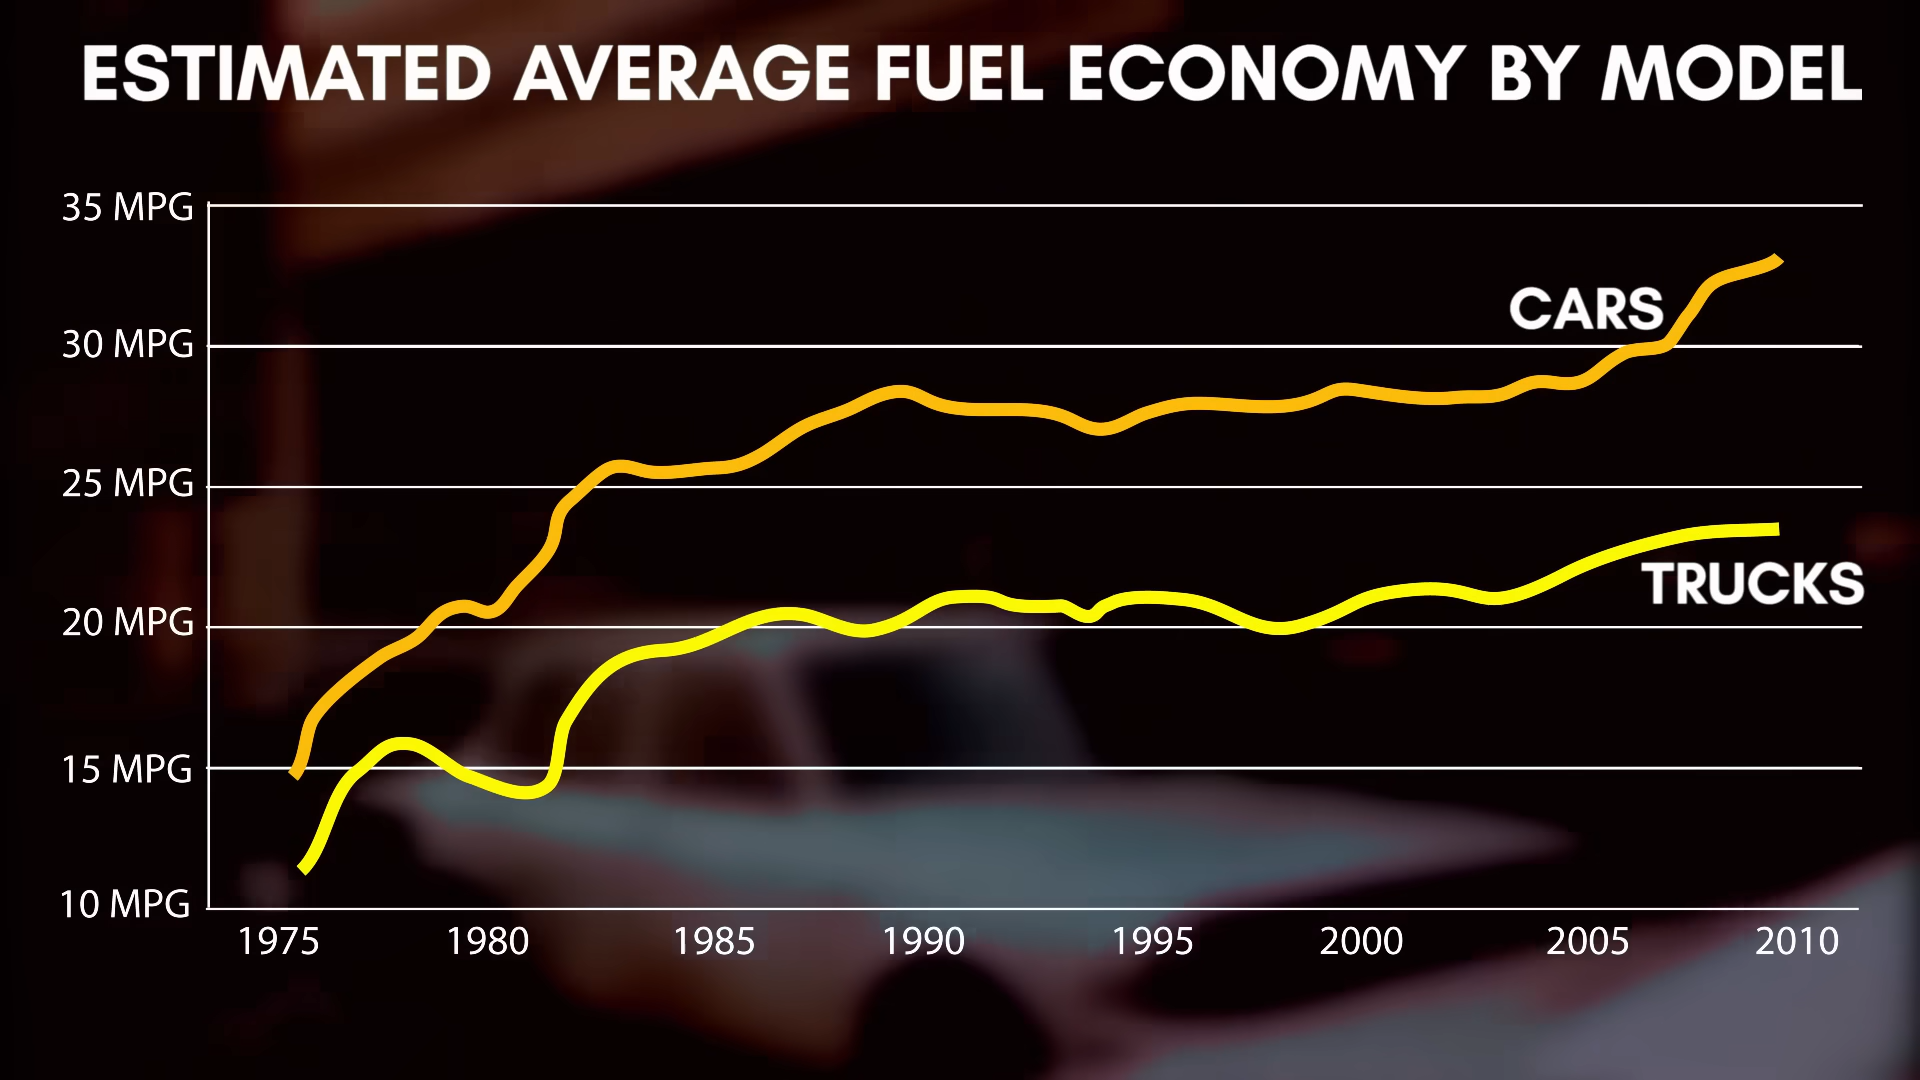 ESTIMATED AVERAGE FUEL ECONOMY BY MODEL
35 MPG
30 MPG
25 MPG
20 MPG
15 MPG
10 MPG
CARS
TRUCKS
1975 1980 1985 1990 1995 2000 2005 2010